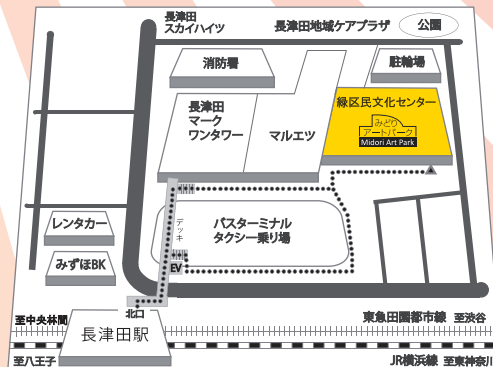 長津田
スカイハイツ
長津田地域ケアプラザ
公園
消防署
駐輪場
長津田
マーク
ワンタワー
マルエツ
緑区民文化センター
みどり
アートパーク
Midori Art Park
デッキ
バスターミナル
タクシー乗り場
レンタカー
みずほBK
EV
北口
至中央林間
東急田園都市線 至渋谷
長津田駅
至八王子
JR横浜線 至東神奈川